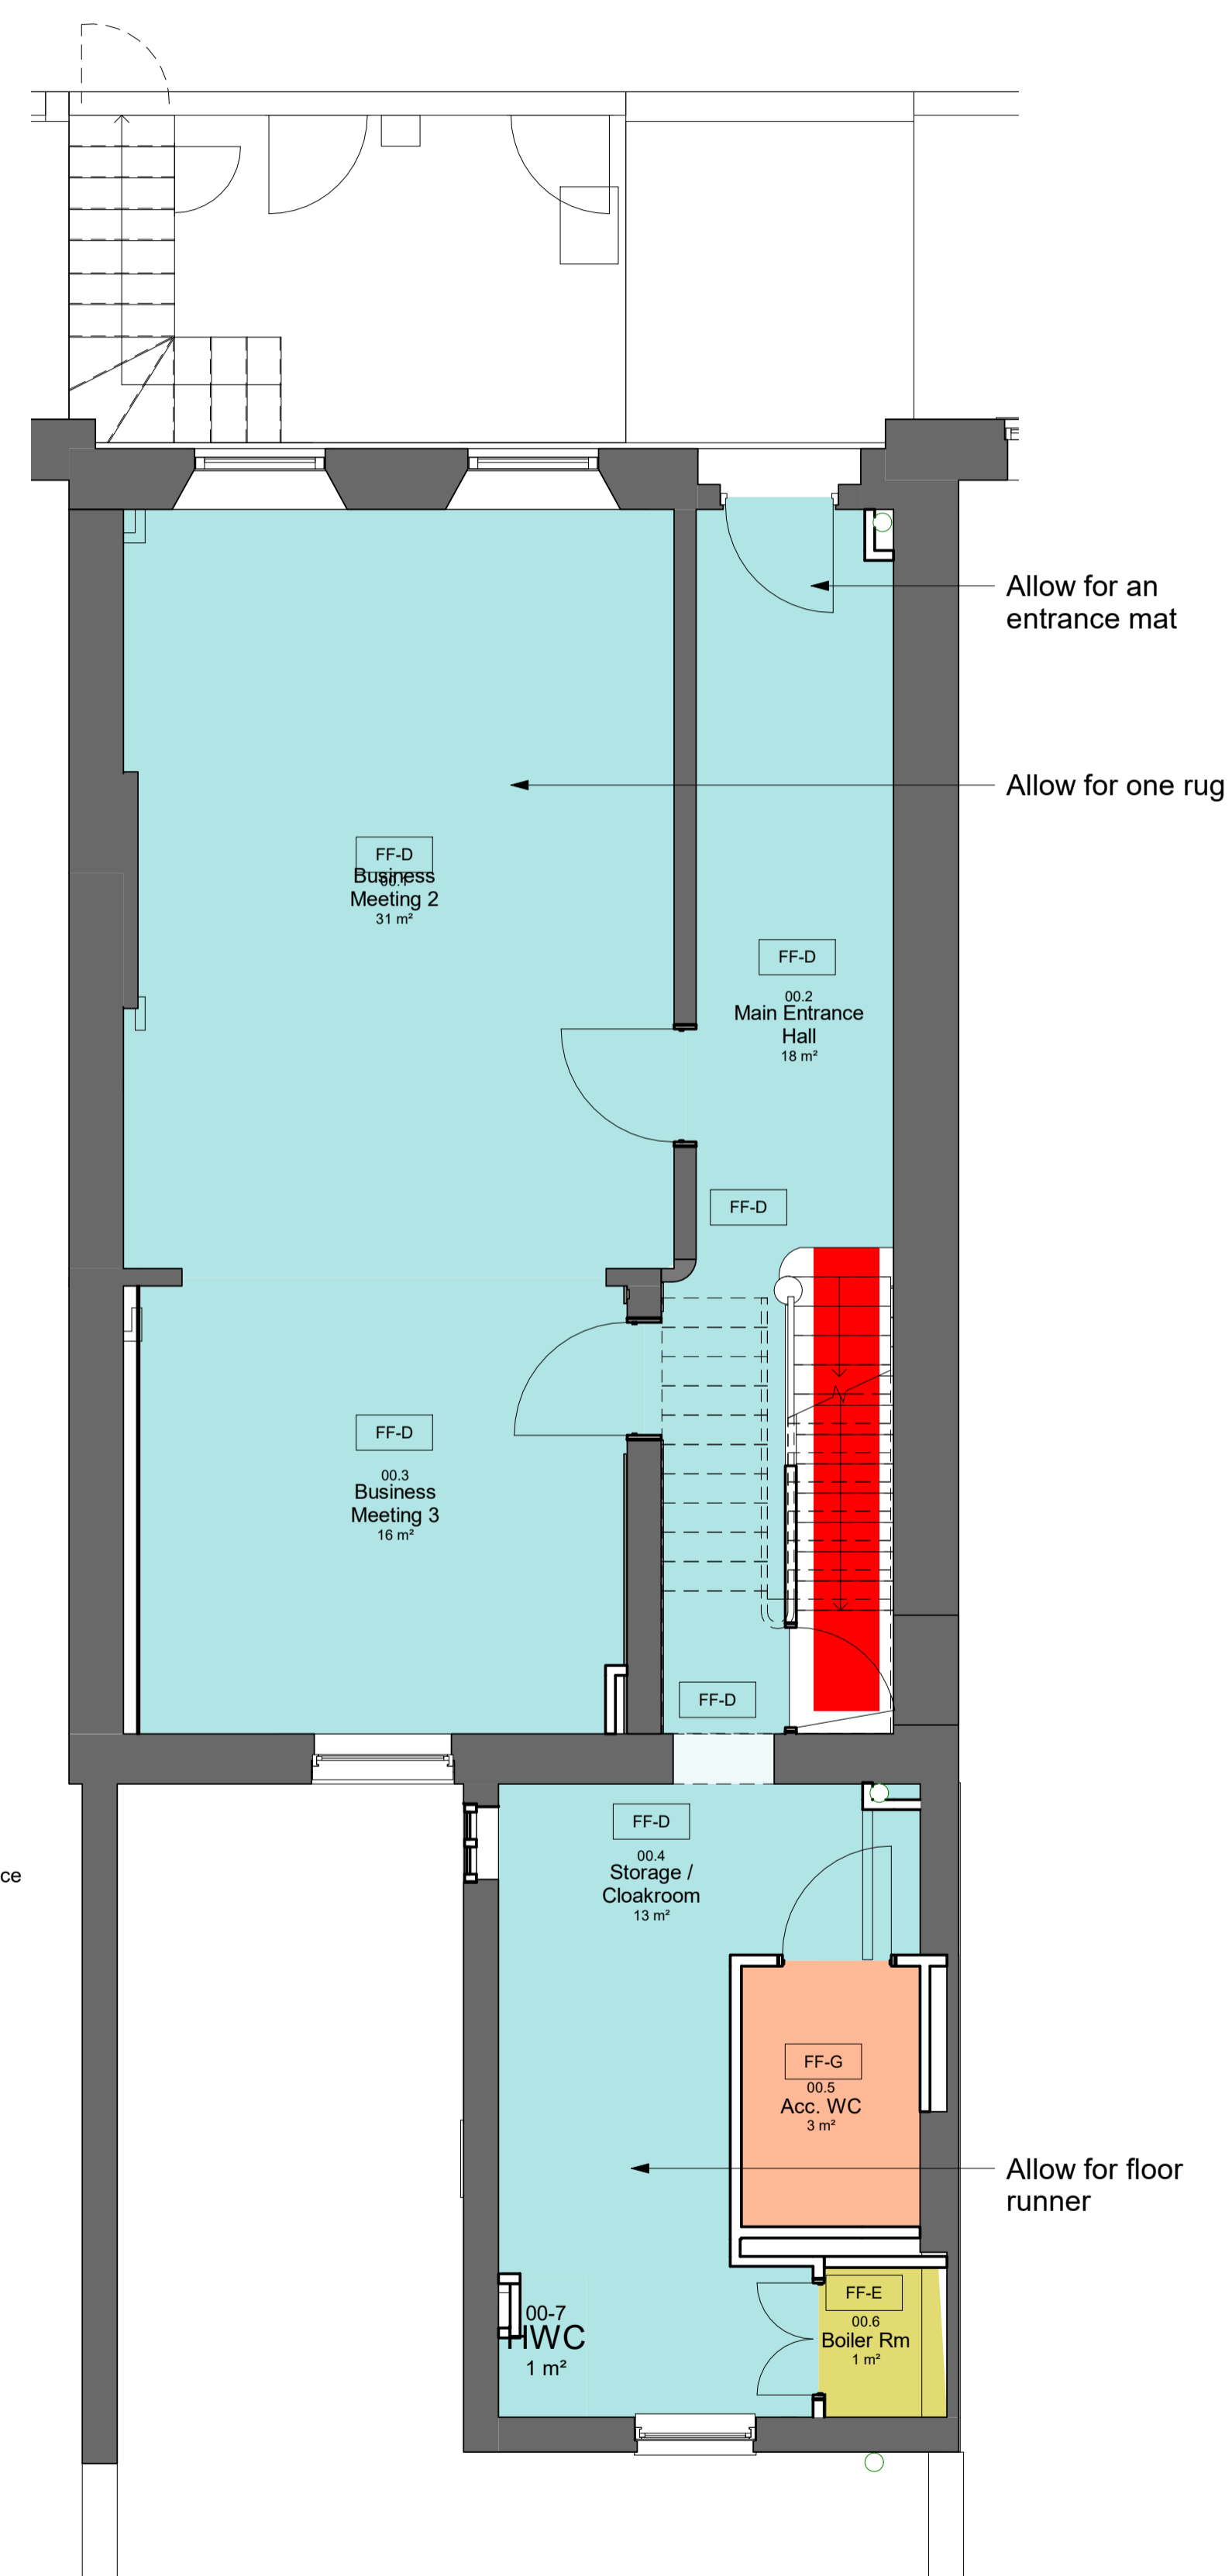 Allow for an
entrance mat
Allow for one rug
FF-D
00.1
Business
Meeting 2
31 m²
FF-D
00.2
Main Entrance
Hall
18 m²
FF-D
FF-D
00.3
Business
Meeting 3
16 m²
FF-D
FF-D
00.4
Storage /
Cloakroom
13 m²
ce
FF-G
00.5
Acc. WC
3 m²
Allow for floor
runner
FF-E
00.6
Boiler Rm
1 m²
00-7
HWC
1 m²